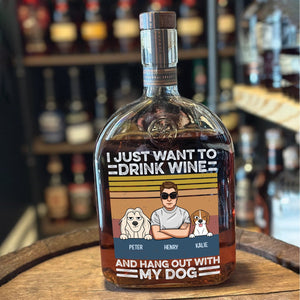 I JUST WANT TO
DRINK WINE
PETER HENRY KALIE
AND HANG OUT WITH
MY DOG